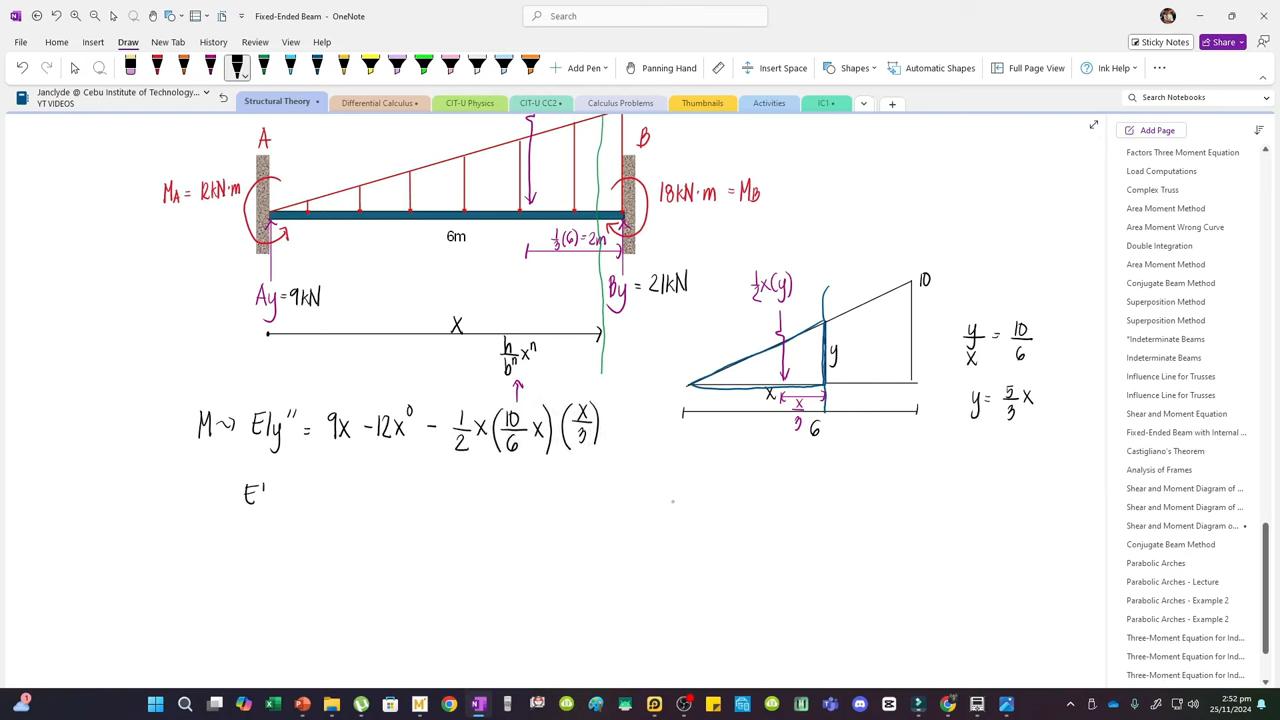 Fixed-Ended Beam - OneNote
Search
File Home Insert Draw New Tab History Review View Help
Sticky Notes Share
Add Pen Panning Hand Insert Space Shapes Automatic Shapes Full Page View Ink Help
Janclyde @ Cebu Institute of Technology...
YT VIDEOS
Structural Theory Differential Calculus CIT-U Physics CIT-U CC2 Calculus Problems Thumbnails Activities IC1
Search Notebooks
Add Page
Factors Three Moment Equation
Load Computations
Complex Truss
Area Moment Method
Area Moment Wrong Curve
Double Integration
Area Moment Method
Conjugate Beam Method
Superposition Method
Superposition Method
*Indeterminate Beams
Indeterminate Beams
Influence Line for Trusses
Influence Line for Trusses
Shear and Moment Equation
Fixed-Ended Beam with Internal ...
Castigliano's Theorem
Analysis of Frames
Shear and Moment Diagram of ...
Shear and Moment Diagram of ...
Shear and Moment Diagram o...
Conjugate Beam Method
Parabolic Arches
Parabolic Arches - Lecture
Parabolic Arches - Example 2
Parabolic Arches - Example 2
Three-Moment Equation for Ind...
Three-Moment Equation for Ind...
Three-Moment Equation for Ind...
A B
MA = 12kN·m 18kN·m = MB
6m 1/3(6)=2m
Ay=9kN By = 21kN
x
h/bⁿ xⁿ
1/2x(y) 10
y
x
x/3
6
y/x = 10/6
y = 5/3 x
M ~> EIy'' = 9x - 12x⁰ - 1/2 x(10/6 x)(x/3)
EI
1
2:52 pm
25/11/2024